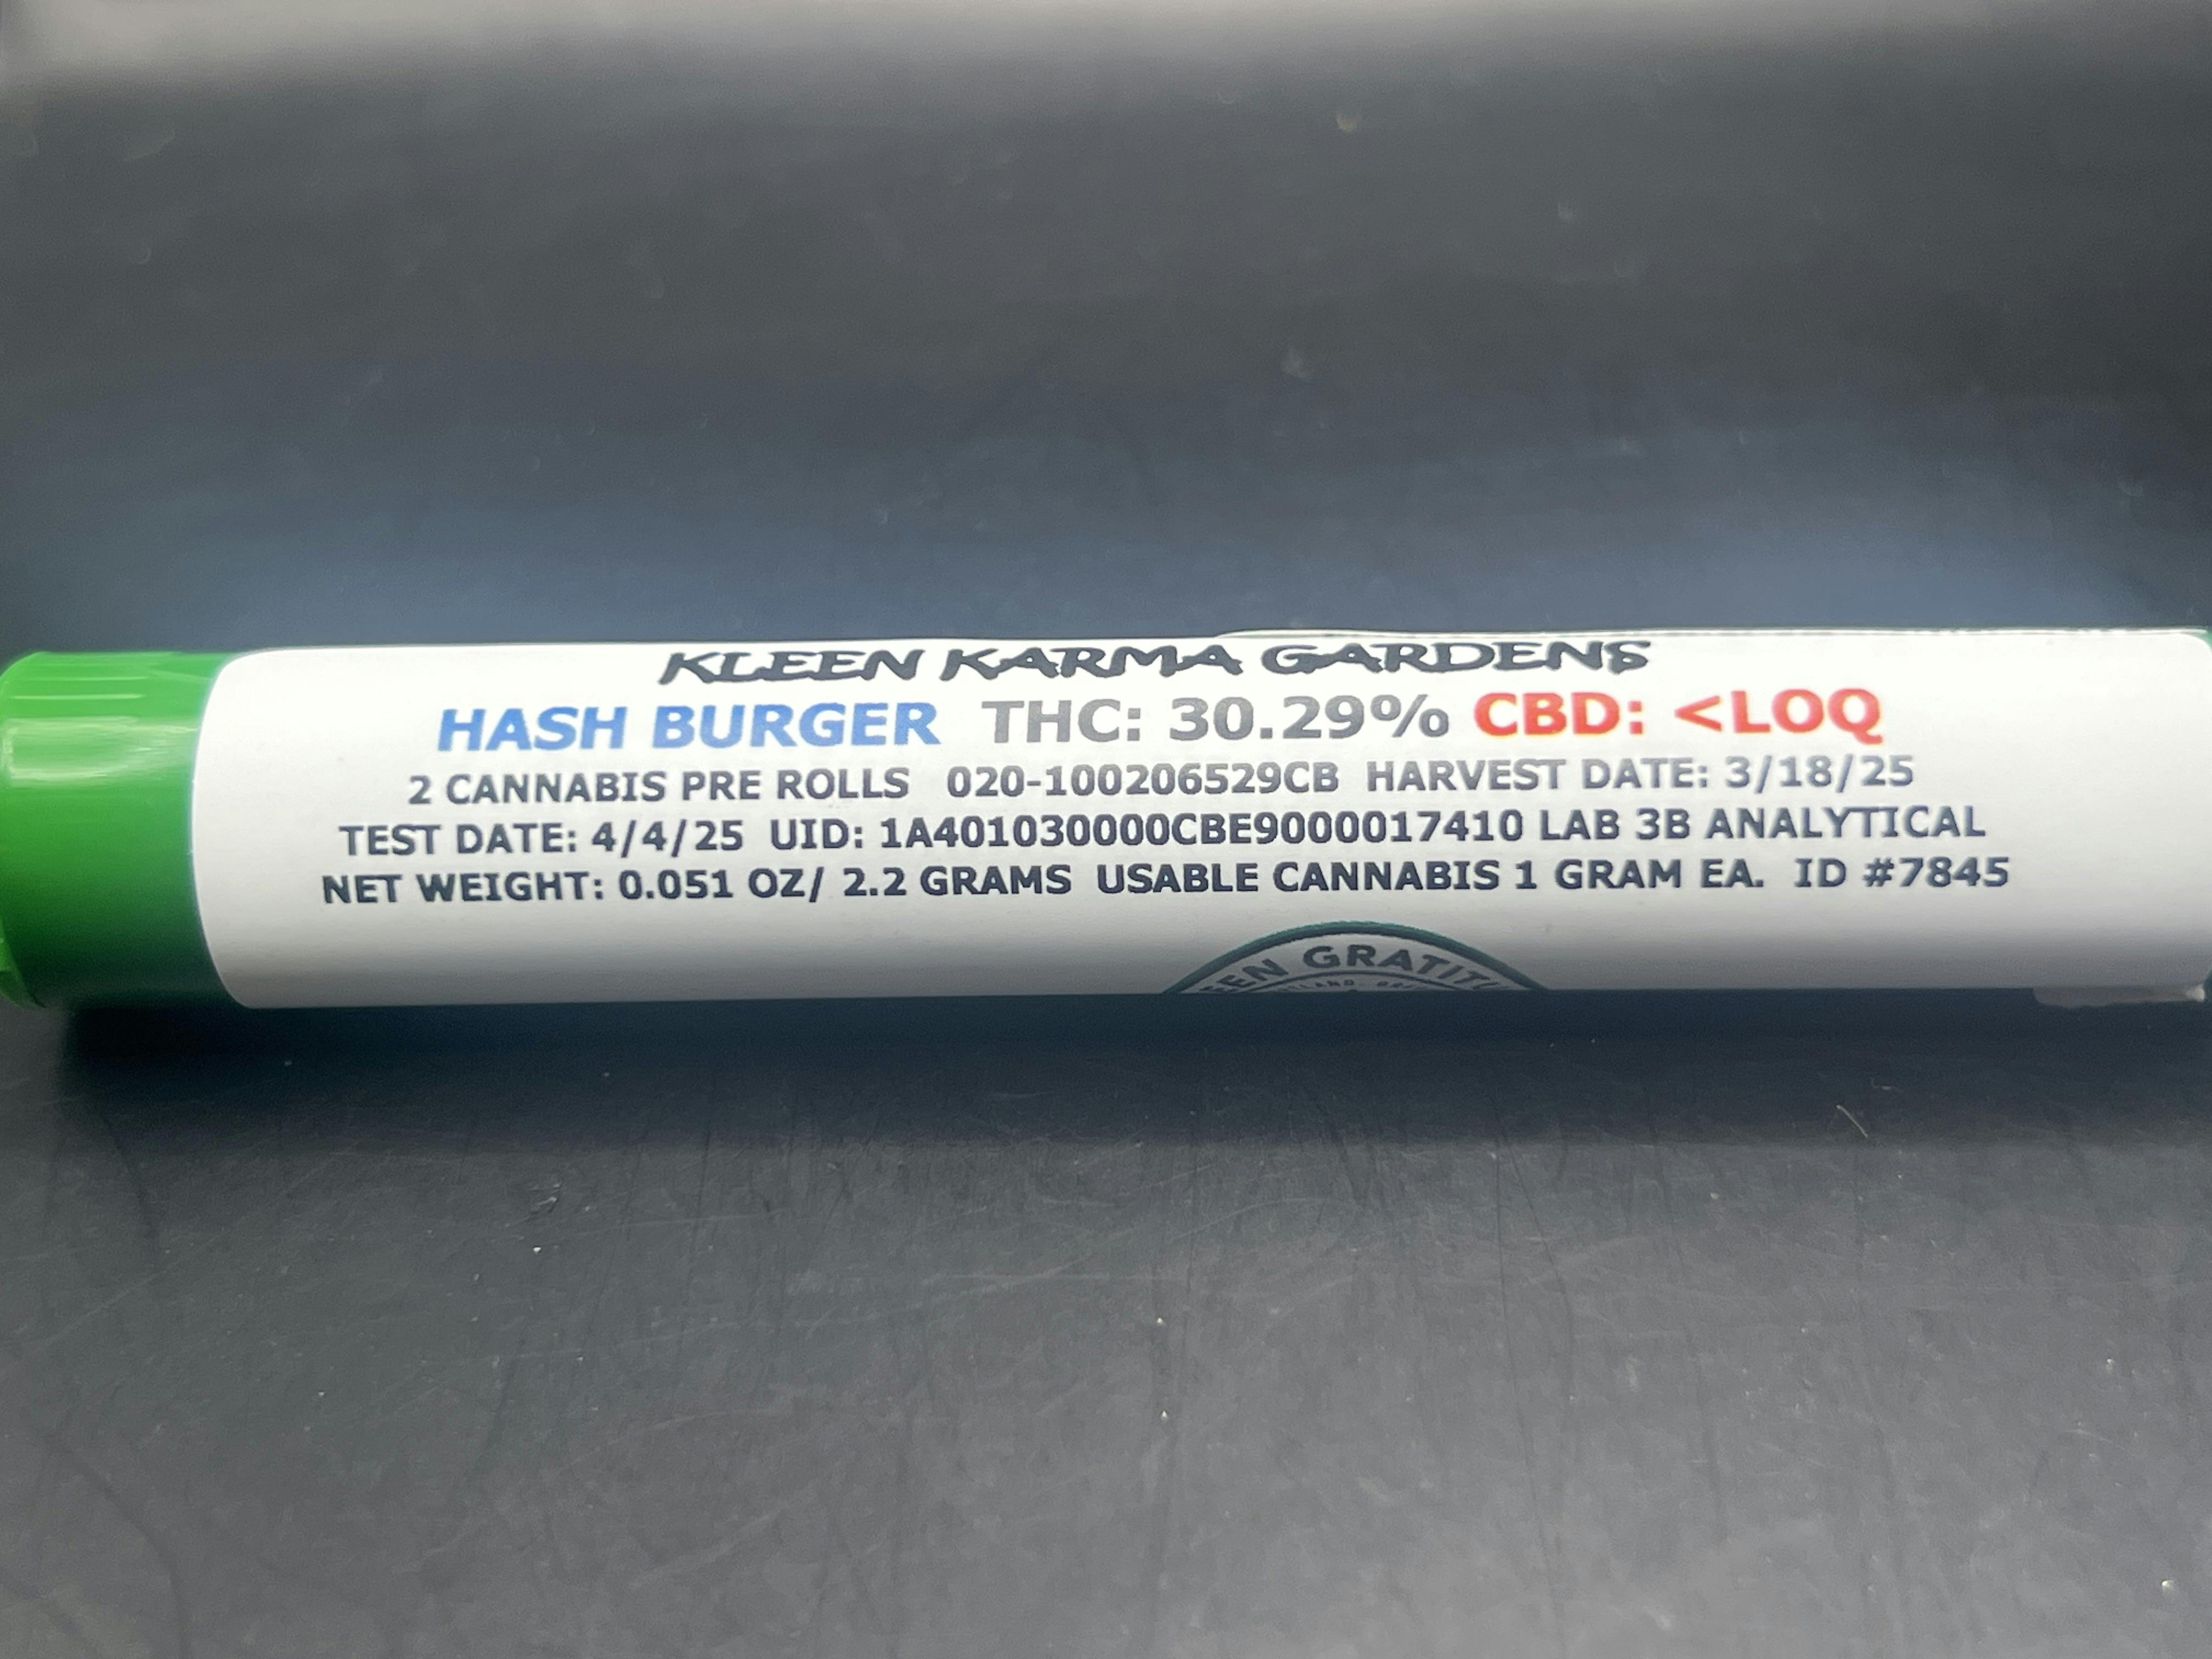 KLEEN KARMA GARDENS
HASH BURGER THC: 30.29% CBD: <LOQ
2 CANNABIS PRE ROLLS 020-100206529CB HARVEST DATE: 3/18/25
TEST DATE: 4/4/25 UID: 1A401030000CBE9000017410 LAB 3B ANALYTICAL
NET WEIGHT: 0.051 OZ/ 2.2 GRAMS USABLE CANNABIS 1 GRAM EA. ID #7845
EEN GRATITU